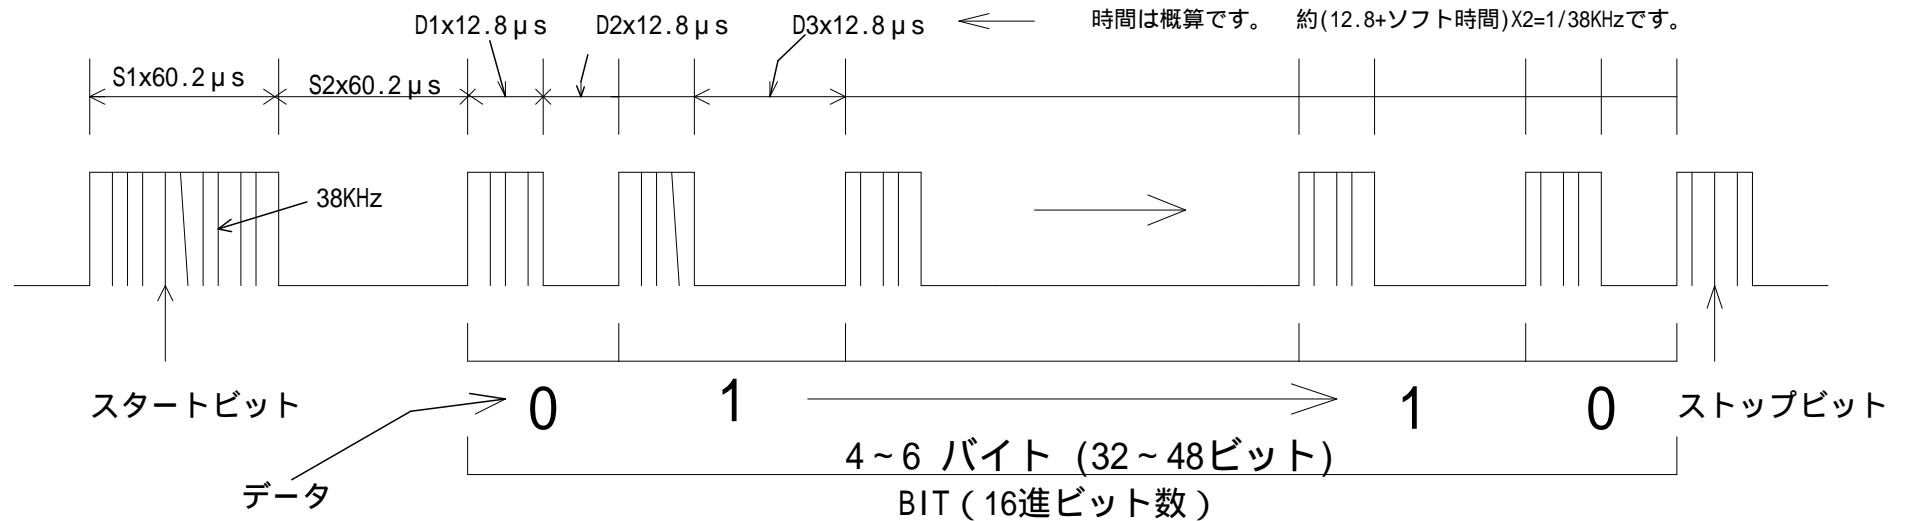 D1x12.8μs D2x12.8μs D3x12.8μs 時間は概算です。 約(12.8+ソフト時間)X2=1/38KHzです。
S1x60.2μs S2x60.2μs
38KHz
スタートビット 0 1 1 0 ストップビット
4~6 バイト (32~48ビット)
データ
BIT(16進ビット数)